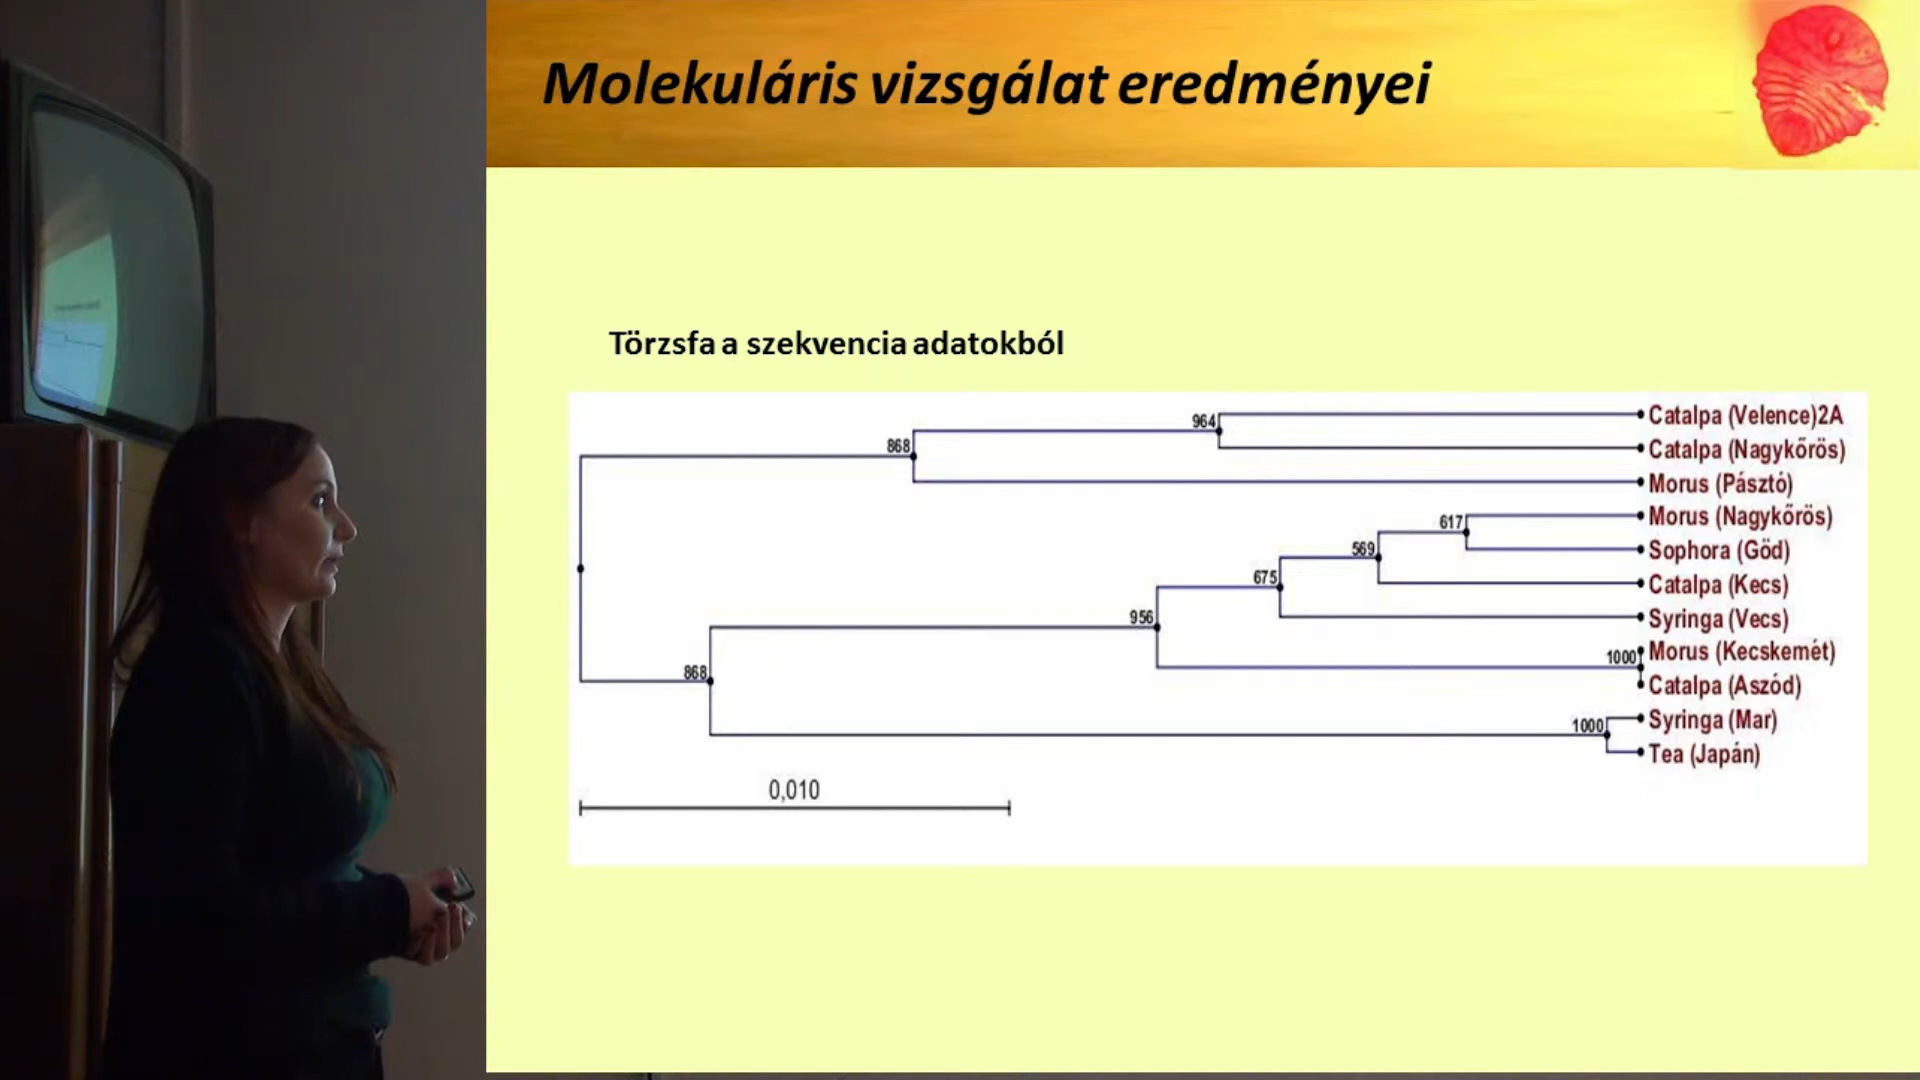 Molekuláris vizsgálat eredményei
Törzsfa a szekvencia adatokból
964
Catalpa (Velence)2A
868
Catalpa (Nagykőrös)
Morus (Pásztó)
617
Morus (Nagykőrös)
569
Sophora (Göd)
675
Catalpa (Kecs)
956
Syringa (Vecs)
1000
Morus (Kecskemét)
868
Catalpa (Aszód)
1000
Syringa (Mar)
Tea (Japán)
0,010